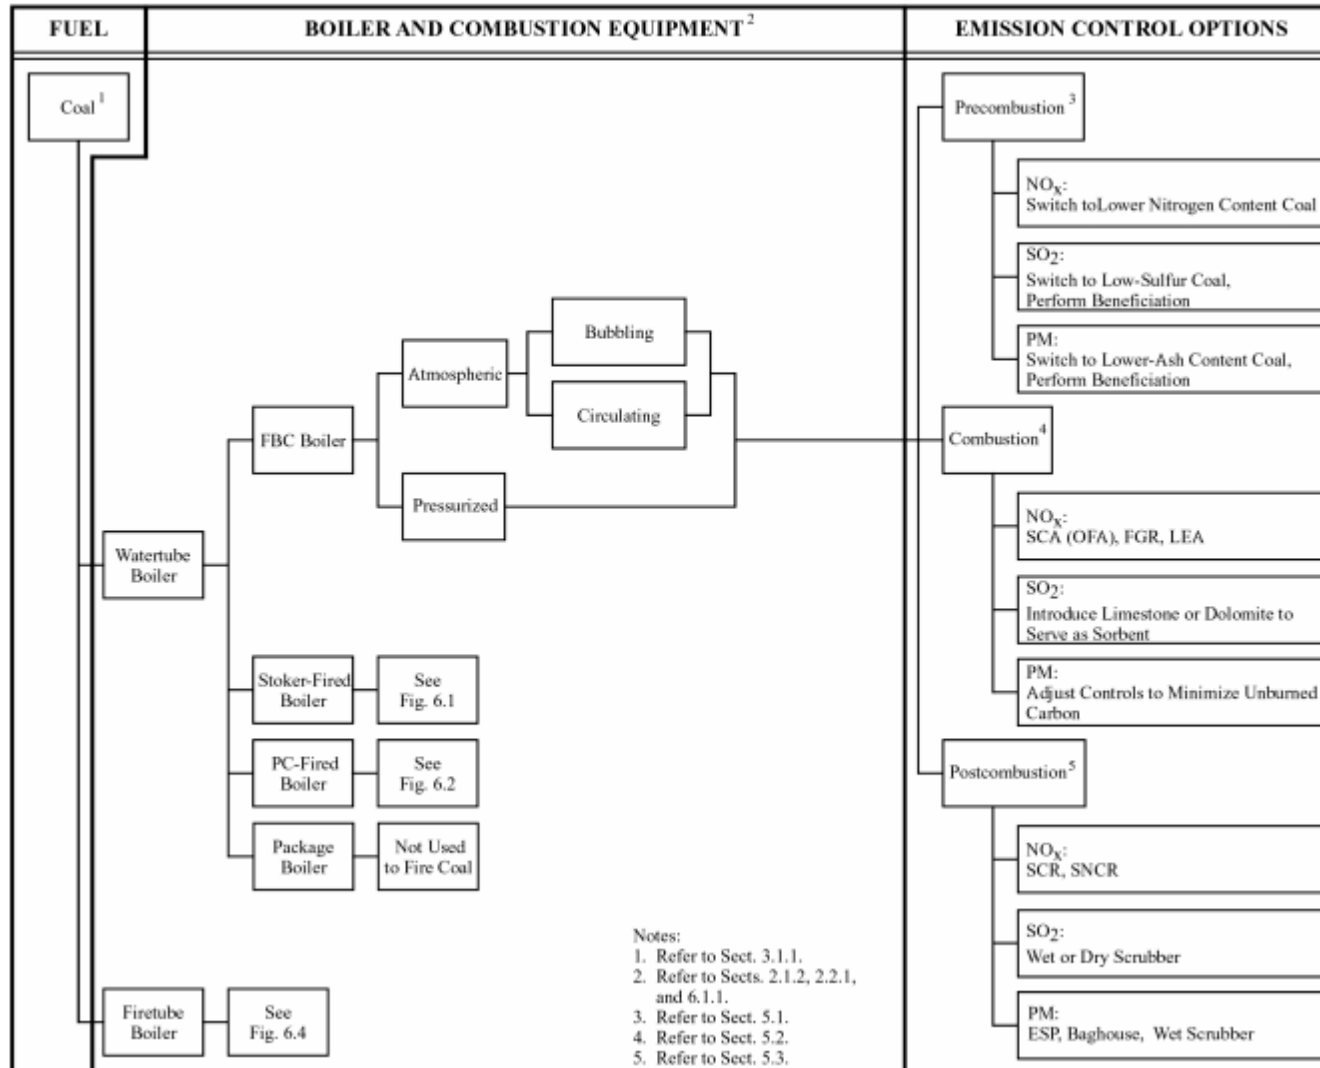 FUEL
BOILER AND COMBUSTION EQUIPMENT 2
EMISSION CONTROL OPTIONS
Coal 1
Watertube
Boiler
Firetube
Boiler
See
Fig. 6.4
FBC Boiler
Stoker-Fired
Boiler
See
Fig. 6.1
PC-Fired
Boiler
See
Fig. 6.2
Package
Boiler
Not Used
to Fire Coal
Atmospheric
Pressurized
Bubbling
Circulating
Notes:
1. Refer to Sect. 3.1.1.
2. Refer to Sects. 2.1.2, 2.2.1,
and 6.1.1.
3. Refer to Sect. 5.1.
4. Refer to Sect. 5.2.
5. Refer to Sect. 5.3.
Precombustion 3
NOx:
Switch toLower Nitrogen Content Coal
SO2:
Switch to Low-Sulfur Coal,
Perform Beneficiation
PM:
Switch to Lower-Ash Content Coal,
Perform Beneficiation
Combustion 4
NOx:
SCA (OFA), FGR, LEA
SO2:
Introduce Limestone or Dolomite to
Serve as Sorbent
PM:
Adjust Controls to Minimize Unburned
Carbon
Postcombustion 5
NOx:
SCR, SNCR
SO2:
Wet or Dry Scrubber
PM:
ESP, Baghouse, Wet Scrubber